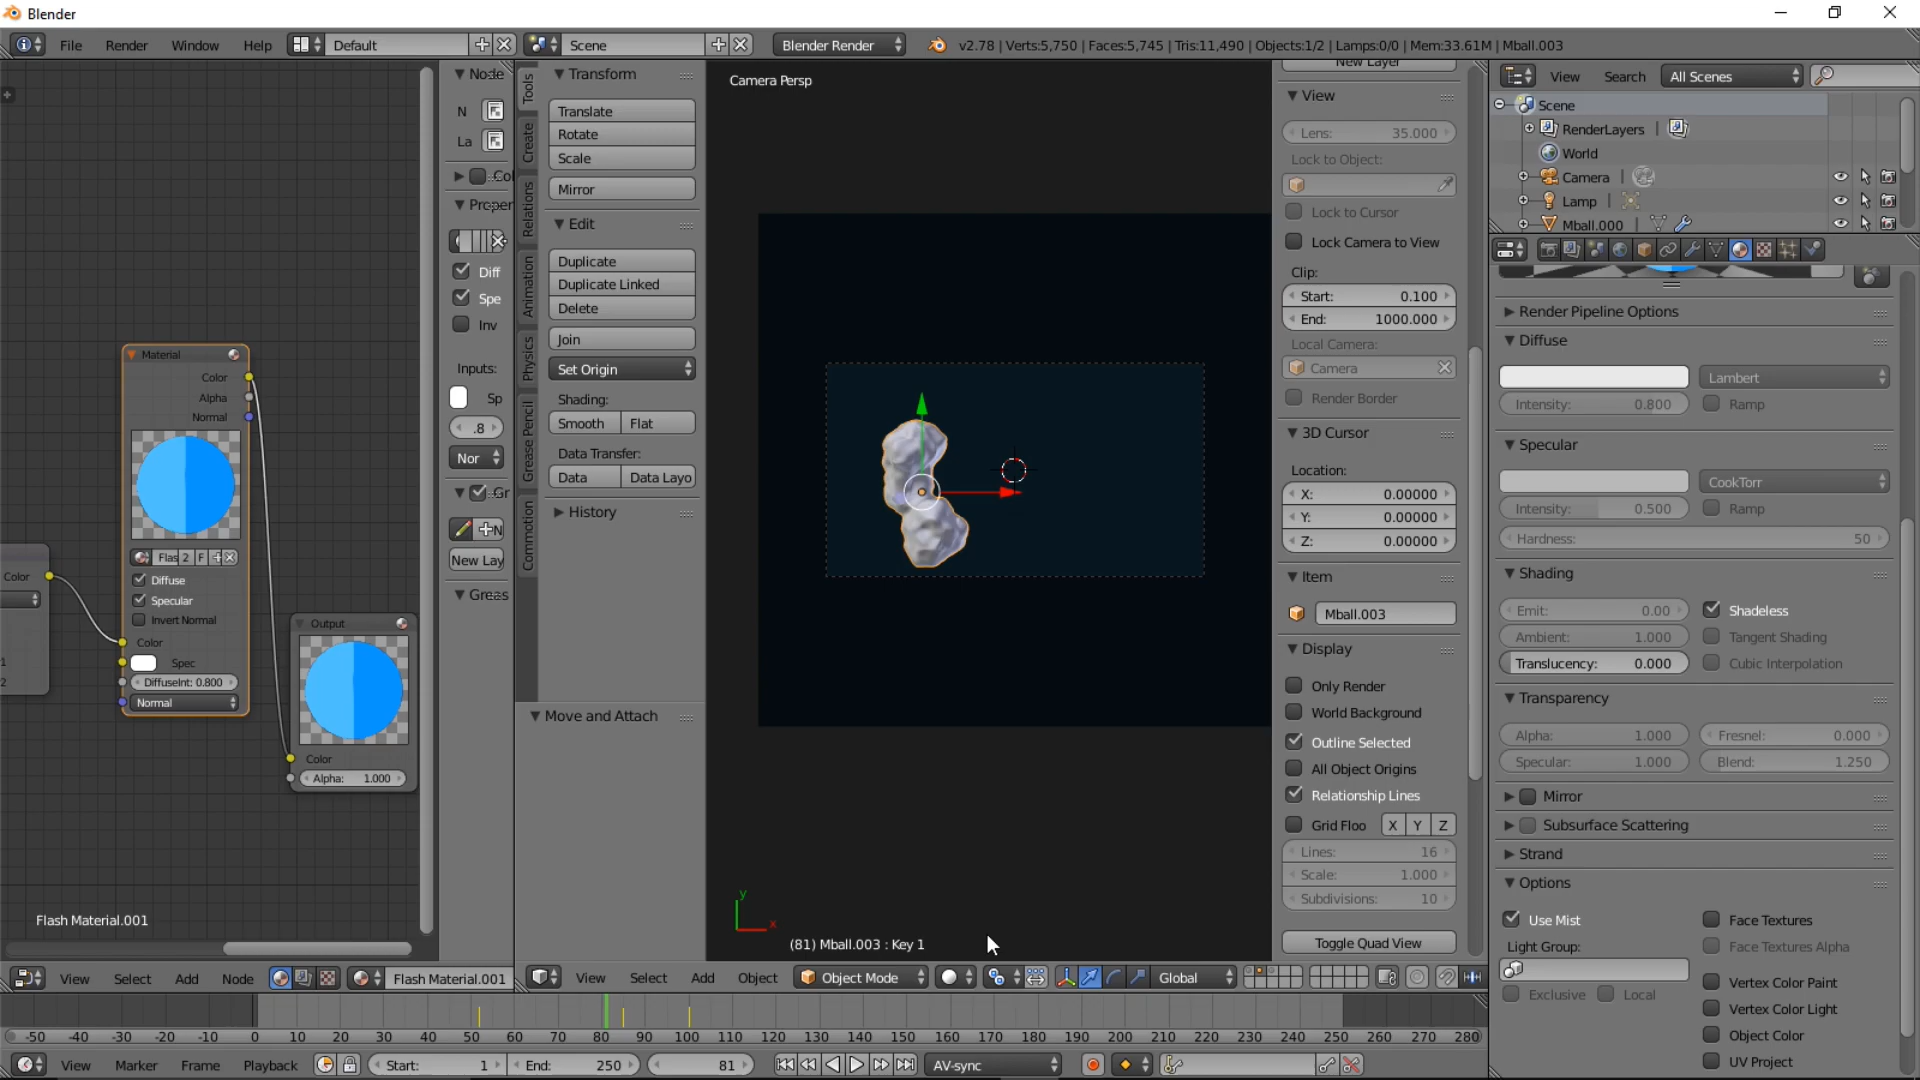 Blender
File Render Window Help Default Scene Blender Render v2.78 | Verts:5,750 | Faces:5,745 | Tris:11,490 | Objects:1/2 | Lamps:0/0 | Mem:33.61M | Mball.003
Material
Color
Alpha
Normal
Flas 2 F
Diffuse
Specular
Invert Normal
Color
Spec
DiffuseInt: 0.800
Normal
Color
Output
Color
Alpha: 1.000
Flash Material.001
View Select Add Node Flash Material.001
Node
N
La
Col
Proper
Diff
Spe
Inv
Inputs:
Sp
.8
Nor
Gr
N
New Lay
Greas
Tools
Create
Relations
Animation
Physics
Grease Pencil
Commotion
Transform
Translate
Rotate
Scale
Mirror
Edit
Duplicate
Duplicate Linked
Delete
Join
Set Origin
Shading:
Smooth Flat
Data Transfer:
Data Data Layo
History
Move and Attach
Camera Persp
y
x
(81) Mball.003 : Key 1
View Select Add Object Object Mode Global
New Layer
View
Lens: 35.000
Lock to Object:
Lock to Cursor
Lock Camera to View
Clip:
Start: 0.100
End: 1000.000
Local Camera:
Camera
Render Border
3D Cursor
Location:
X: 0.00000
Y: 0.00000
Z: 0.00000
Item
Mball.003
Display
Only Render
World Background
Outline Selected
All Object Origins
Relationship Lines
Grid Floo X Y Z
Lines: 16
Scale: 1.000
Subdivisions: 10
Toggle Quad View
View Search All Scenes
Scene
RenderLayers
World
Camera
Lamp
Mball.000
Render Pipeline Options
Diffuse
Lambert
Intensity: 0.800 Ramp
Specular
CookTorr
Intensity: 0.500 Ramp
Hardness: 50
Shading
Emit: 0.00 Shadeless
Ambient: 1.000 Tangent Shading
Translucency: 0.000 Cubic Interpolation
Transparency
Alpha: 1.000 Fresnel: 0.000
Specular: 1.000 Blend: 1.250
Mirror
Subsurface Scattering
Strand
Options
Use Mist Face Textures
Light Group: Face Textures Alpha
Vertex Color Paint
Exclusive Local
Vertex Color Light
Object Color
UV Project
-50 -40 -30 -20 -10 0 10 20 30 40 50 60 70 80 90 100 110 120 130 140 150 160 170 180 190 200 210 220 230 240 250 260 270 280
View Marker Frame Playback Start: 1 End: 250 81 AV-sync